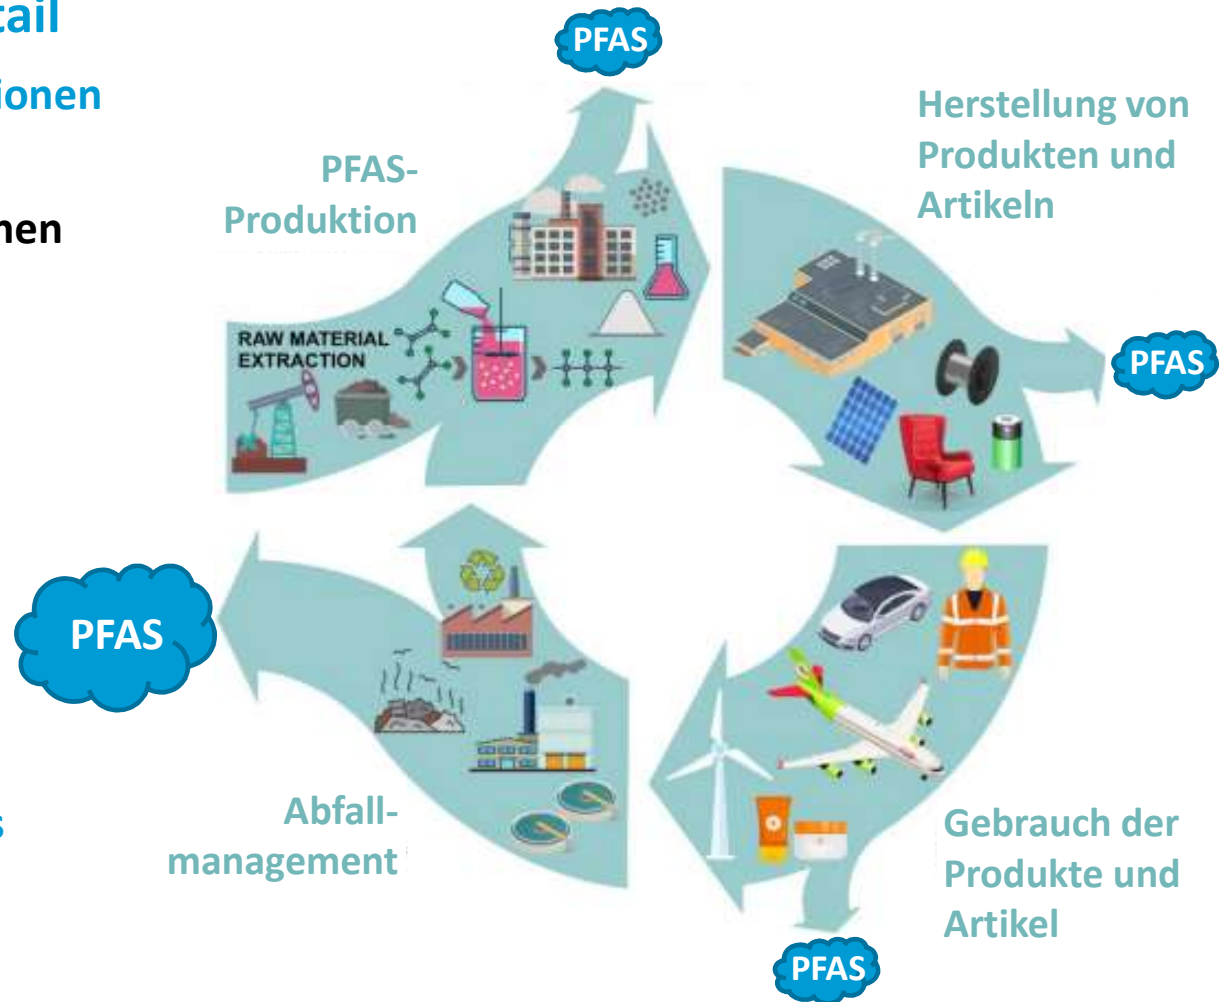 tail
ionen
nen
PFAS
PFAS-
Produktion
Herstellung von
Produkten und
Artikeln
RAW MATERIAL
EXTRACTION
PFAS
PFAS
Abfall-
management
s
Gebrauch der
Produkte und
Artikel
PFAS